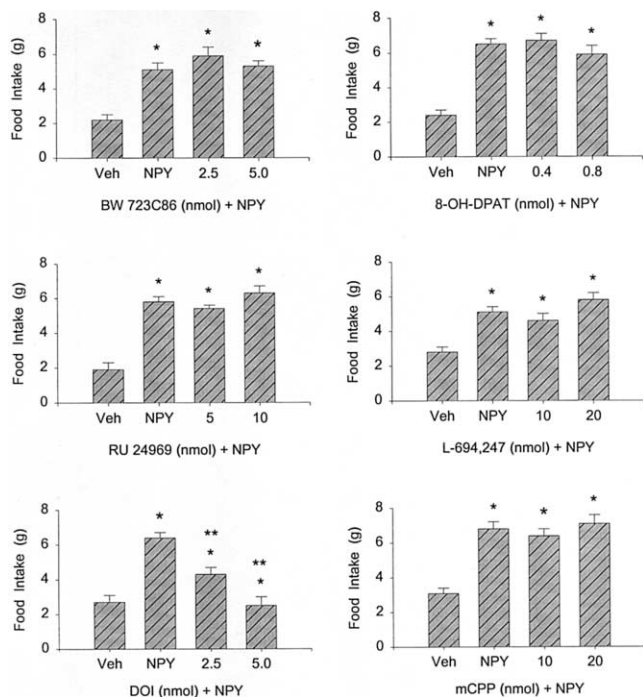 Food Intake (g)
8
6
4
2
0
* * *
Veh NPY 2.5 5.0
BW 723C86 (nmol) + NPY
Food Intake (g)
8
6
4
2
0
* * *
Veh NPY 0.4 0.8
8-OH-DPAT (nmol) + NPY
Food Intake (g)
8
6
4
2
0
* * *
Veh NPY 5 10
RU 24969 (nmol) + NPY
Food Intake (g)
8
6
4
2
0
* * *
Veh NPY 10 20
L-694,247 (nmol) + NPY
Food Intake (g)
8
6
4
2
0
** **
* * *
Veh NPY 2.5 5.0
DOI (nmol) + NPY
Food Intake (g)
8
6
4
2
0
* * *
Veh NPY 10 20
mCPP (nmol) + NPY